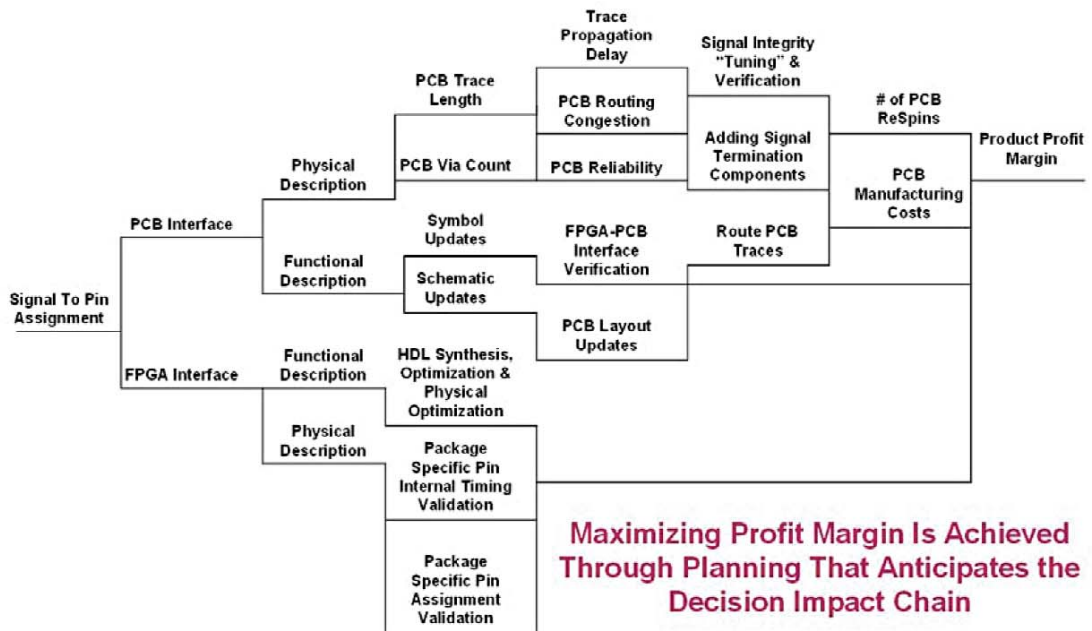 Trace
Propagation
Delay
Signal Integrity
"Tuning" &
Verification
PCB Trace
Length
PCB Routing
Congestion
# of PCB
ReSpins
Product Profit
Margin
Physical
Description
PCB Via Count
PCB Reliability
Adding Signal
Termination
Components
PCB
Manufacturing
Costs
PCB Interface
Symbol
Updates
FPGA-PCB
Interface
Verification
Route PCB
Traces
Functional
Description
Schematic
Updates
Signal To Pin
Assignment
PCB Layout
Updates
FPGA Interface
Functional
Description
HDL Synthesis,
Optimization &
Physical
Optimization
Physical
Description
Package
Specific Pin
Internal Timing
Validation
Package
Specific Pin
Assignment
Validation
Maximizing Profit Margin Is Achieved
Through Planning That Anticipates the
Decision Impact Chain